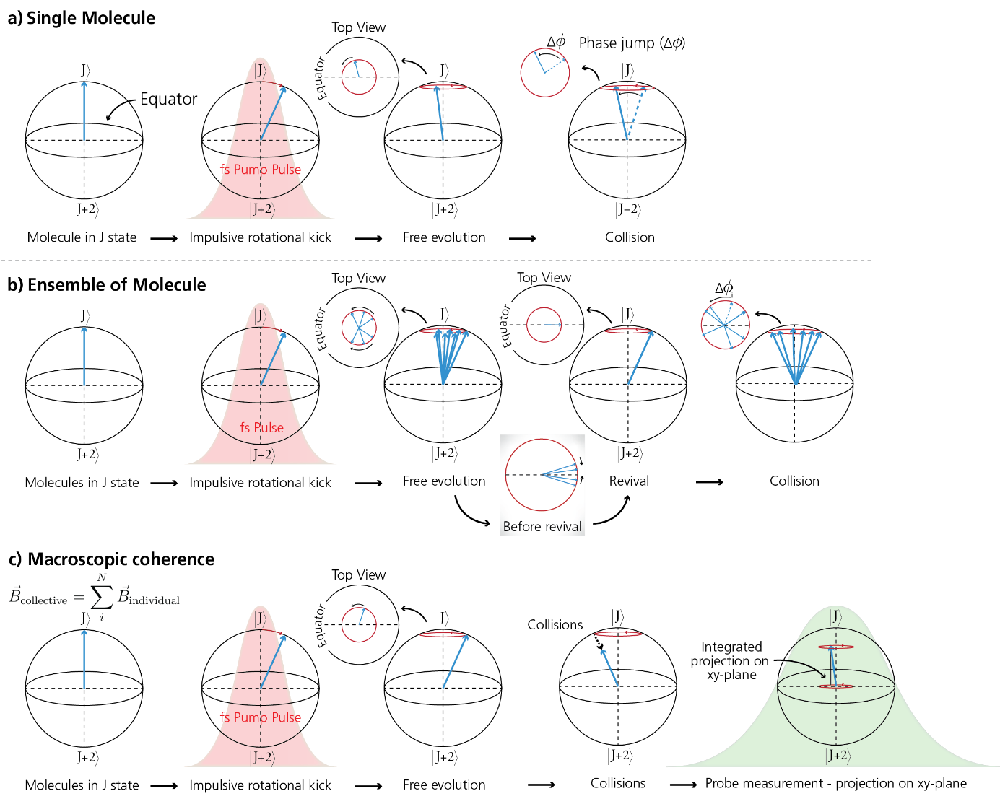 a) Single Molecule
Top View
Δϕ
Phase jump (Δϕ)
|J⟩
|J⟩
|J⟩
|J⟩
Equator
Equator
fs Pump Pulse
|J+2⟩
|J+2⟩
|J+2⟩
|J+2⟩
Molecule in J state
Impulsive rotational kick
Free evolution
Collision
b) Ensemble of Molecule
Top View
Top View
Δϕi
|J⟩
|J⟩
|J⟩
|J⟩
Equator
Equator
fs Pulse
|J+2⟩
|J+2⟩
|J+2⟩
|J+2⟩
Molecules in J state
Impulsive rotational kick
Free evolution
Before revival
Revival
Collision
c) Macroscopic coherence
B⃗collective = ∑iN B⃗individual
Top View
|J⟩
|J⟩
|J⟩
|J⟩
|J⟩
Equator
Collisions
Integrated
projection on
xy-plane
fs Pump Pulse
|J+2⟩
|J+2⟩
|J+2⟩
|J+2⟩
|J+2⟩
Molecules in J state
Impulsive rotational kick
Free evolution
Collisions
Probe measurement - projection on xy-plane